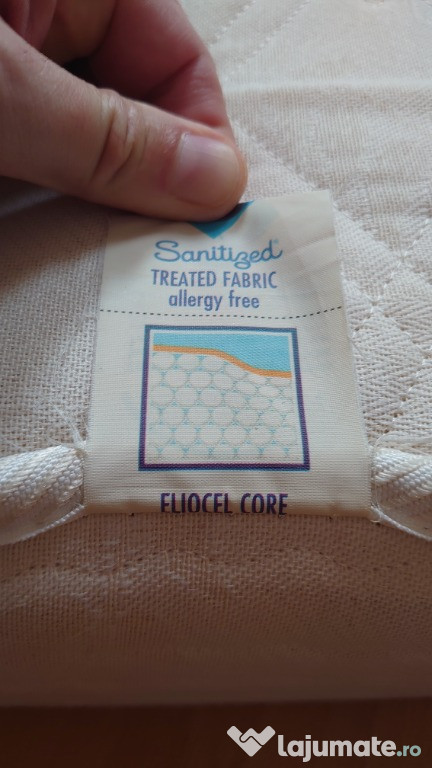 Sanitized®
TREATED FABRIC
allergy free
ELIOCEL CORE
lajumate.ro